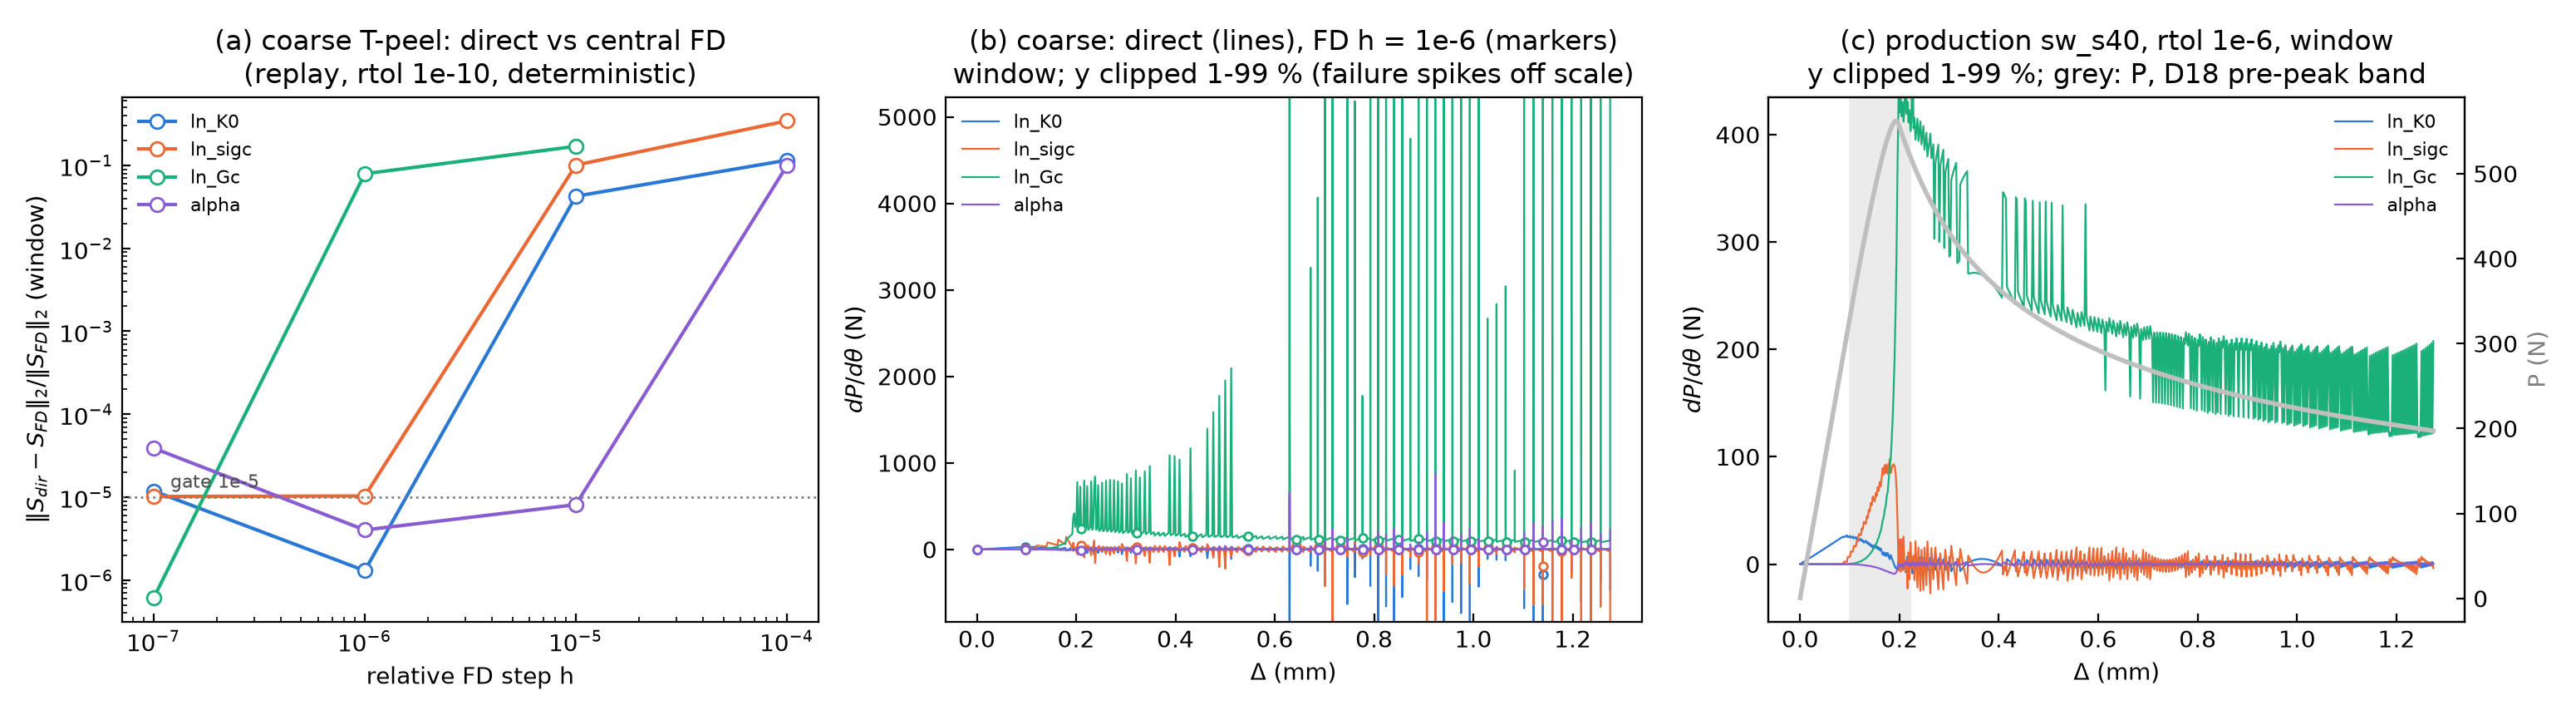 (a) coarse T-peel: direct vs central FD
(replay, rtol 1e-10, deterministic)
ln_K0
ln_sigc
ln_Gc
alpha
gate 1e-5
10⁻¹
10⁻²
10⁻³
10⁻⁴
10⁻⁵
10⁻⁶
‖S_dir − S_FD‖₂/‖S_FD‖₂ (window)
10⁻⁷
10⁻⁶
10⁻⁵
10⁻⁴
relative FD step h
(b) coarse: direct (lines), FD h = 1e-6 (markers)
window; y clipped 1-99 % (failure spikes off scale)
ln_K0
ln_sigc
ln_Gc
alpha
5000
4000
3000
2000
1000
0
dP/dθ (N)
0.0
0.2
0.4
0.6
0.8
1.0
1.2
Δ (mm)
(c) production sw_s40, rtol 1e-6, window
y clipped 1-99 %; grey: P, D18 pre-peak band
ln_K0
ln_sigc
ln_Gc
alpha
400
300
200
100
0
dP/dθ (N)
500
400
300
200
100
0
P (N)
0.0
0.2
0.4
0.6
0.8
1.0
1.2
Δ (mm)